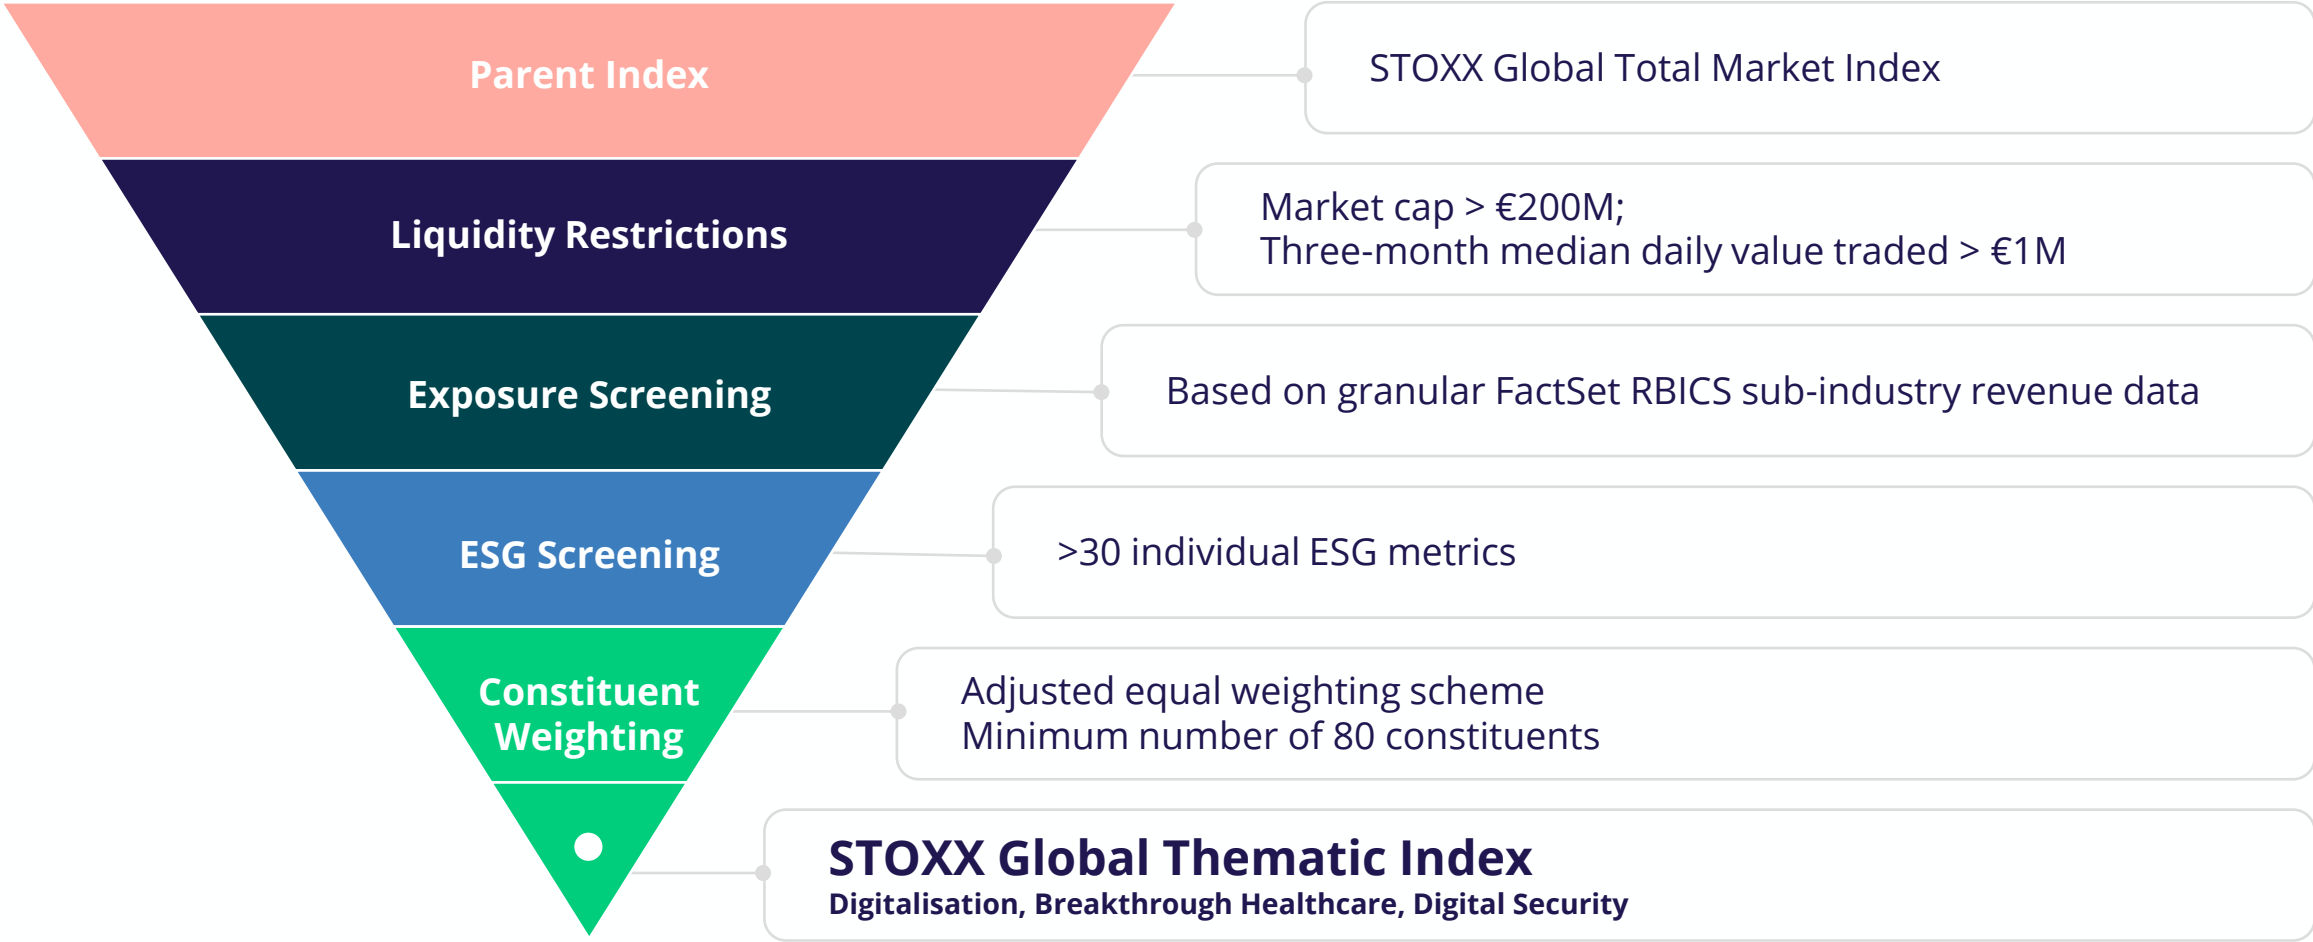 Parent Index
STOXX Global Total Market Index
Liquidity Restrictions
Market cap > €200M;
Three-month median daily value traded > €1M
Exposure Screening
Based on granular FactSet RBICS sub-industry revenue data
ESG Screening
>30 individual ESG metrics
Constituent
Weighting
Adjusted equal weighting scheme
Minimum number of 80 constituents
STOXX Global Thematic Index
Digitalisation, Breakthrough Healthcare, Digital Security